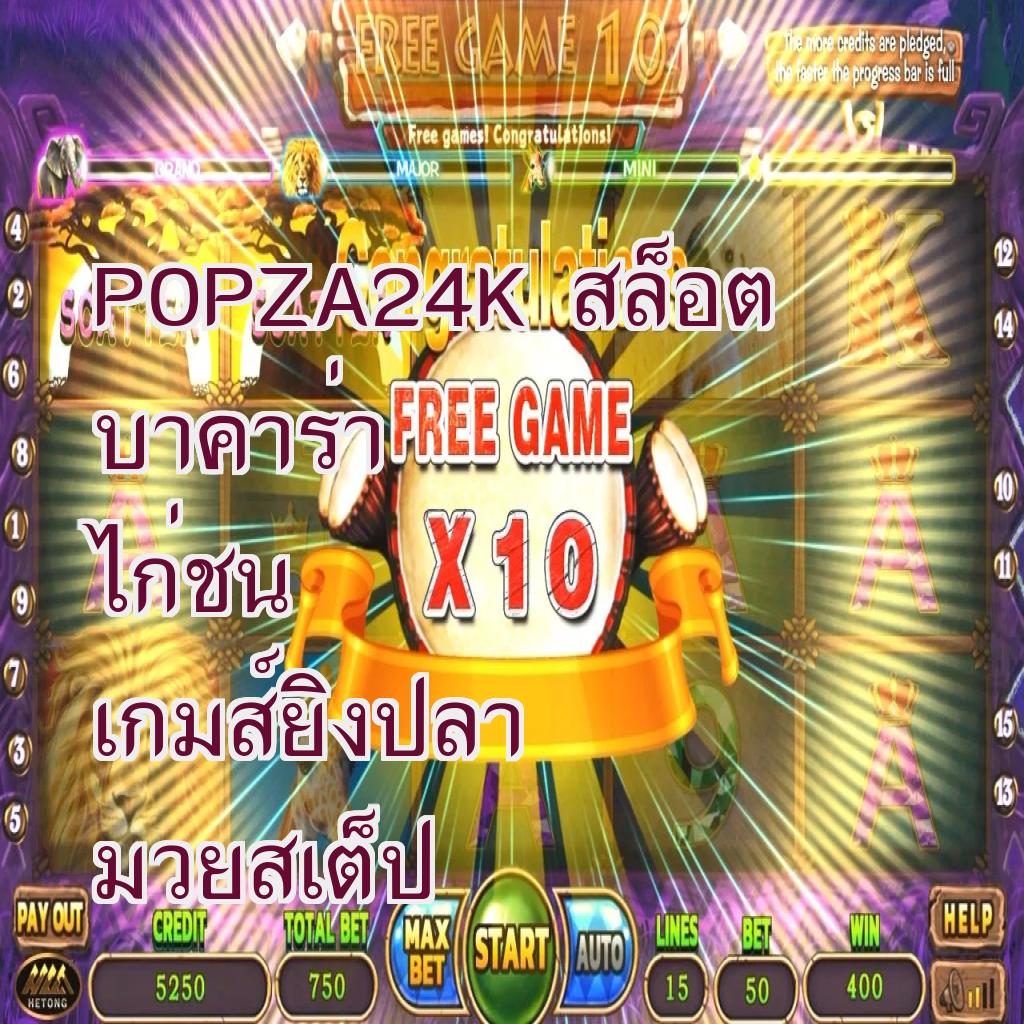 FREE GAME 10
The more credits are pledged,
the faster the progress bar is full
Free games! Congratulations!
GRAND
MAJOR
MINI
Congratulations
SCATTER
SCATTER
POPZA24K สล็อต
บาคาร่า
ไก่ชน
เกมส์ยิงปลา
มวยสเต็ป
FREE GAME
X10
K
A
A
A
A
9
4
2
6
8
1
9
7
3
5
12
14
10
11
15
13
PAY OUT
CREDIT
5250
TOTAL BET
750
MAX
BET
START
AUTO
LINES
15
BET
50
WIN
400
HELP
HETONG